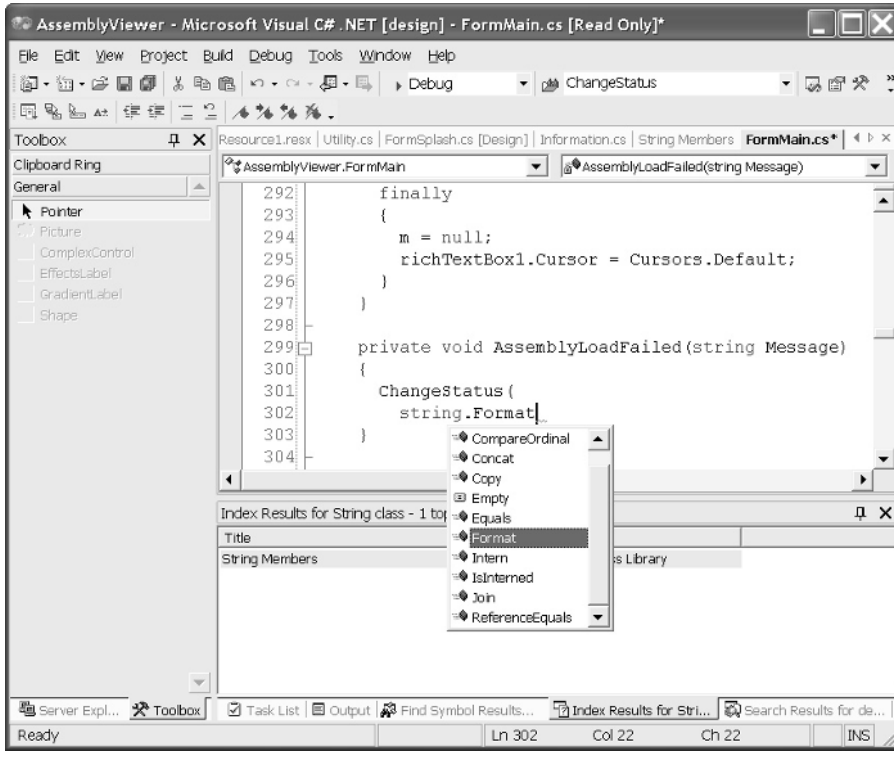 AssemblyViewer - Microsoft Visual C# .NET [design] - FormMain.cs [Read Only]*
File Edit View Project Build Debug Tools Window Help
Debug ChangeStatus
Toolbox
Resource1.resx | Utility.cs | FormSplash.cs [Design] | Information.cs | String Members FormMain.cs*
Clipboard Ring
AssemblyViewer.FormMain
AssemblyLoadFailed(string Message)
General
Pointer
Picture
ComplexControl
EffectsLabel
GradientLabel
Shape
292 finally
293 {
294 m = null;
295 richTextBox1.Cursor = Cursors.Default;
296 }
297 }
298
299 private void AssemblyLoadFailed(string Message)
300 {
301 ChangeStatus(
302 string.Format
303 }
304
CompareOrdinal
Concat
Copy
Empty
Equals
Format
Intern
IsInterned
Join
ReferenceEquals
Index Results for String class - 1 top
Title
String Members
Library
Server Expl... Toolbox
Task List Output Find Symbol Results... Index Results for Stri... Search Results for de...
Ready Ln 302 Col 22 Ch 22 INS